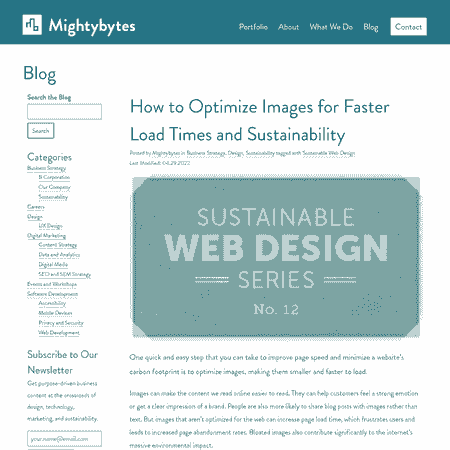 Mightybytes
Portfolio About What We Do Blog Contact
Blog
Search the Blog
Search
Categories
Business Strategy
B Corporation
Our Company
Sustainability
Careers
Design
UX Design
Digital Marketing
Content Strategy
Data and Analytics
Digital Media
SEO and SEM Strategy
Events and Workshops
Software Development
Accessibility
Mobile Devices
Privacy and Security
Web Development
Subscribe to Our
Newsletter
Get purpose-driven business
content at the crossroads of
design, technology,
marketing, and sustainability.
your.name@email.com
How to Optimize Images for Faster
Load Times and Sustainability
Posted by Mightybytes in Business Strategy, Design, Sustainability tagged with Sustainable Web Design
Last Modified: 04.29.2022
SUSTAINABLE
WEB DESIGN
SERIES
No. 12
One quick and easy step that you can take to improve page speed and minimize a website's
carbon footprint is to optimize images, making them smaller and faster to load.
Images can make the content we read online easier to read. They can help customers feel a strong emotion
or get a clear impression of a brand. People are also more likely to share blog posts with images rather than
text. But images that aren't optimized for the web can increase page load time, which frustrates users and
leads to increased page abandonment rates. Bloated images also contribute significantly to the internet's
massive environmental impact.